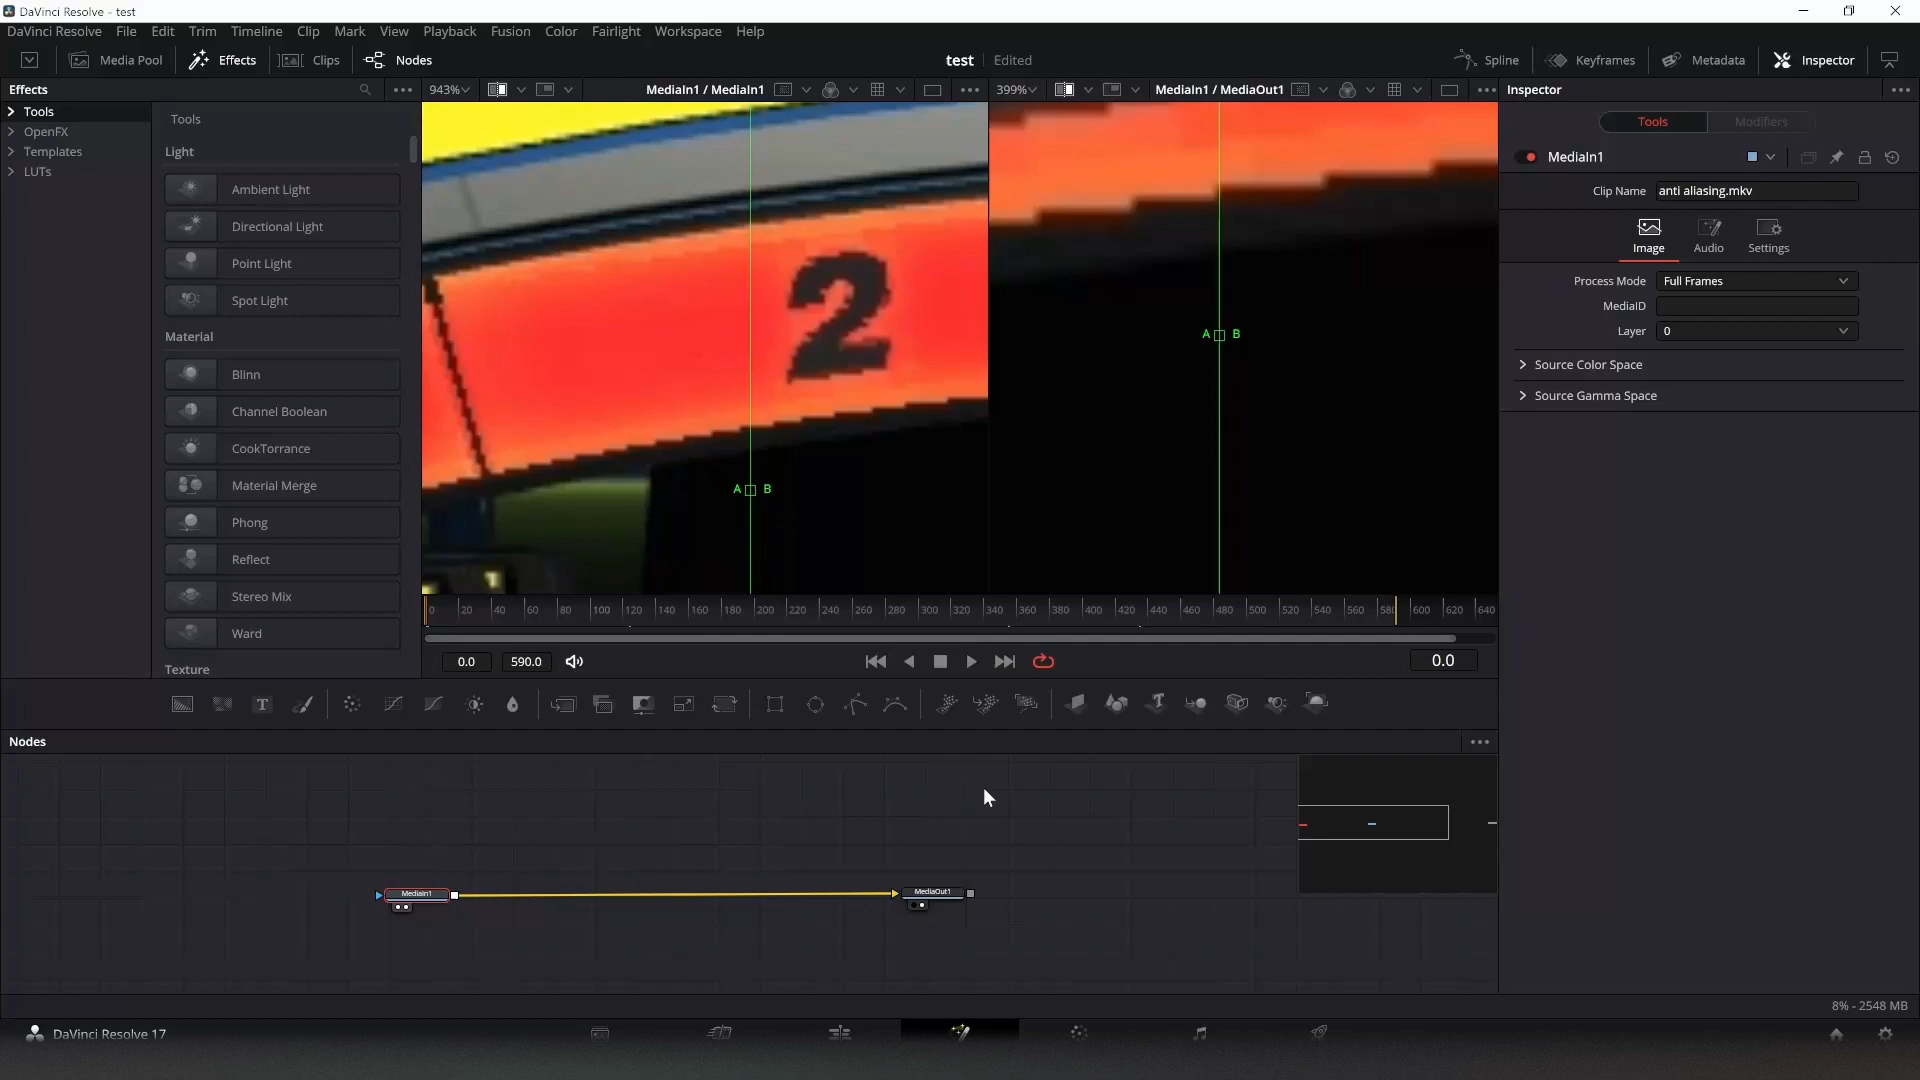 DaVinci Resolve - test
DaVinci Resolve File Edit Trim Timeline Clip Mark View Playback Fusion Color Fairlight Workspace Help
Media Pool Effects Clips Nodes test Edited Spline Keyframes Metadata Inspector
Effects 943% MediaIn1 / MediaIn1 399% MediaIn1 / MediaOut1 Inspector
Tools
OpenFX
Templates
LUTs
Tools
Light
Ambient Light
Directional Light
Point Light
Spot Light
Material
Blinn
Channel Boolean
CookTorrance
Material Merge
Phong
Reflect
Stereo Mix
Ward
Texture
2
A B
A B
Tools Modifiers
MediaIn1
Clip Name anti aliasing.mkv
Image Audio Settings
Process Mode Full Frames
MediaID
Layer 0
Source Color Space
Source Gamma Space
0 20 40 60 80 100 120 140 160 180 200 220 240 260 280 300 320 340 360 380 400 420 440 460 480 500 520 540 560 580 600 620 640
0.0 590.0 0.0
Nodes
MediaIn1 MediaOut1
8% - 2548 MB
DaVinci Resolve 17